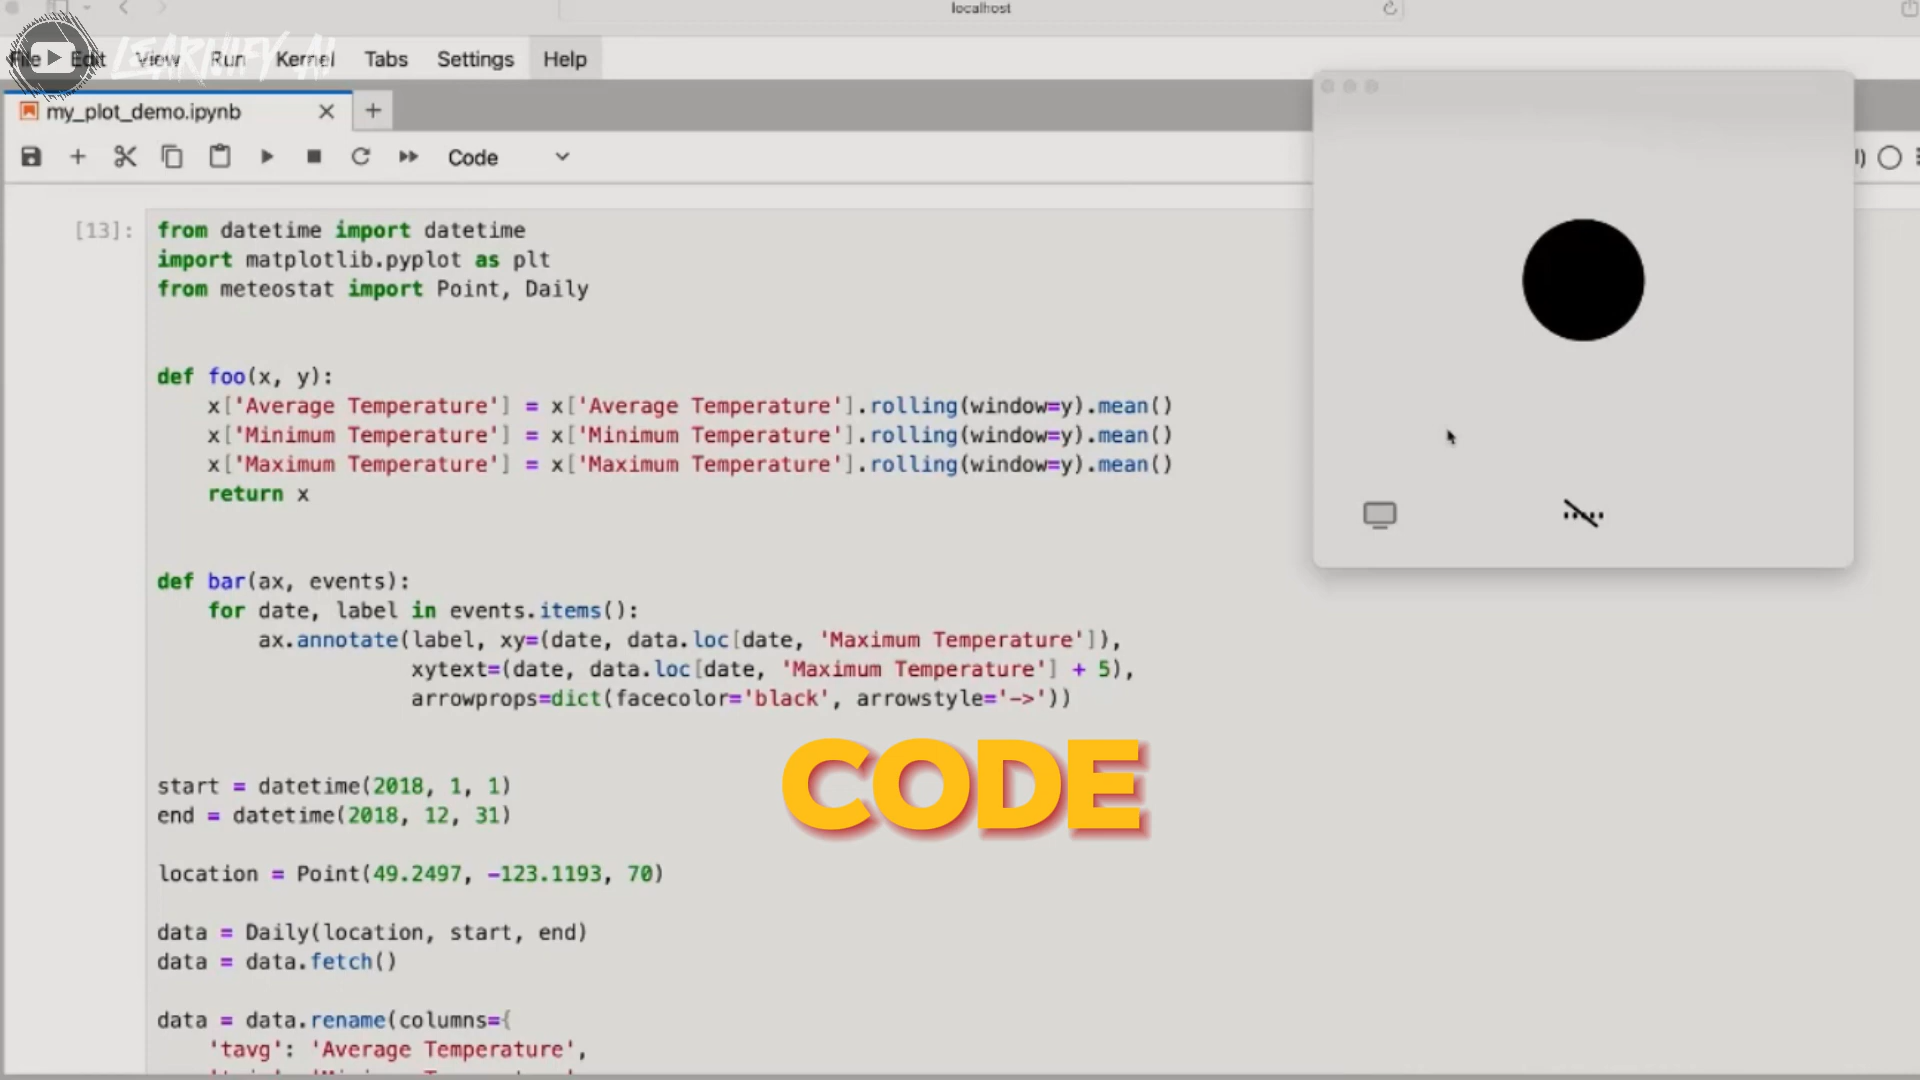 localhost
LEARNIFY AI
File Edit View Run Kernel Tabs Settings Help
my_plot_demo.ipynb
Code
[13]:
from datetime import datetime
import matplotlib.pyplot as plt
from meteostat import Point, Daily
def foo(x, y):
x['Average Temperature'] = x['Average Temperature'].rolling(window=y).mean()
x['Minimum Temperature'] = x['Minimum Temperature'].rolling(window=y).mean()
x['Maximum Temperature'] = x['Maximum Temperature'].rolling(window=y).mean()
return x
def bar(ax, events):
for date, label in events.items():
ax.annotate(label, xy=(date, data.loc[date, 'Maximum Temperature']),
xytext=(date, data.loc[date, 'Maximum Temperature'] + 5),
arrowprops=dict(facecolor='black', arrowstyle='->'))
CODE
start = datetime(2018, 1, 1)
end = datetime(2018, 12, 31)
location = Point(49.2497, -123.1193, 70)
data = Daily(location, start, end)
data = data.fetch()
data = data.rename(columns={
'tavg': 'Average Temperature',